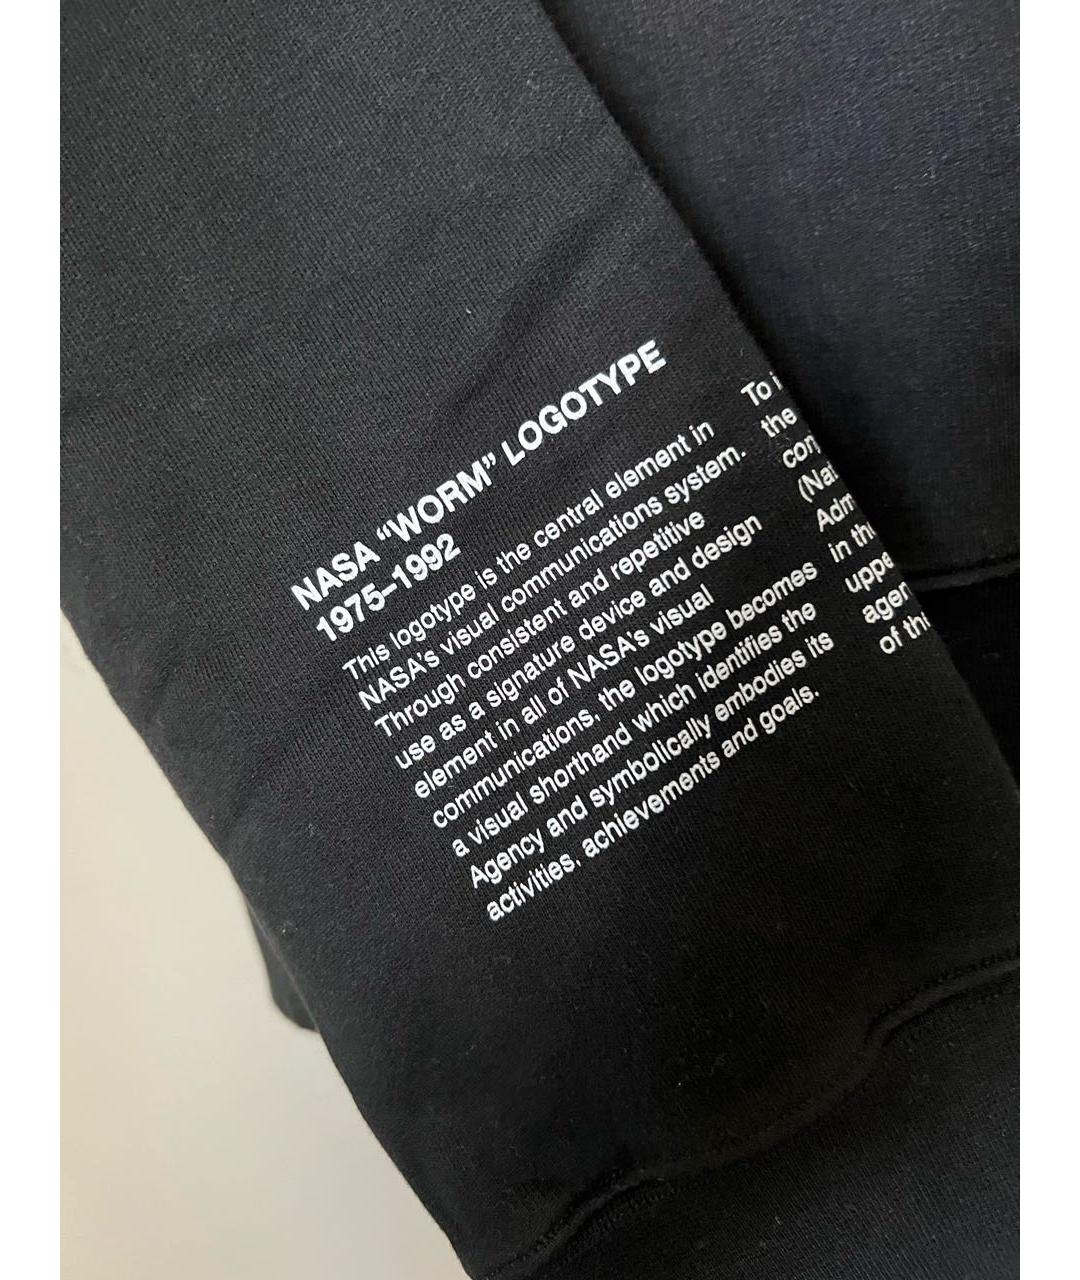 NASA “WORM” LOGOTYPE
1975–1992
This logotype is the central element in
NASA's visual communications system.
Through consistent and repetitive
use as a signature device and design
element in all of NASA's visual
communications, the logotype becomes
a visual shorthand which identifies the
Agency and symbolically embodies its
activities, achievements and goals.
To
the
in
of